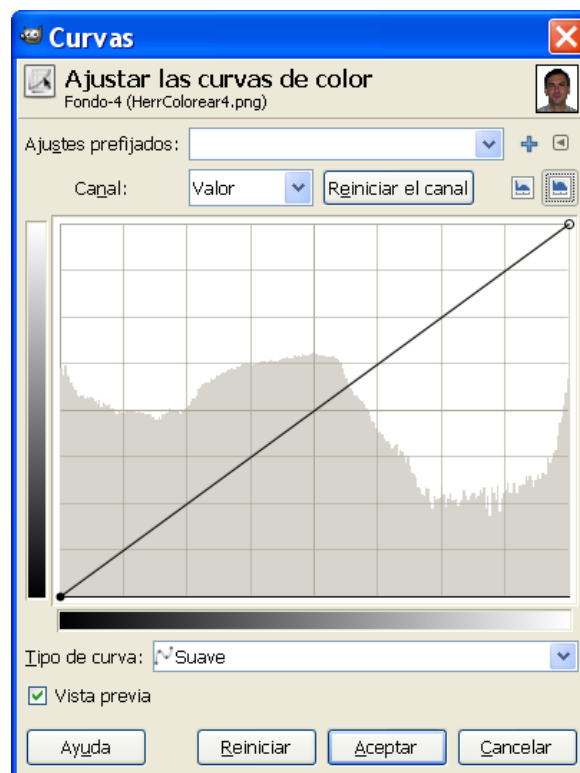 Curvas
Ajustar las curvas de color
Fondo-4 (HerrColorear4.png)
Ajustes prefijados:
Canal: Valor Reiniciar el canal
Tipo de curva: Suave
Vista previa
Ayuda Reiniciar Aceptar Cancelar